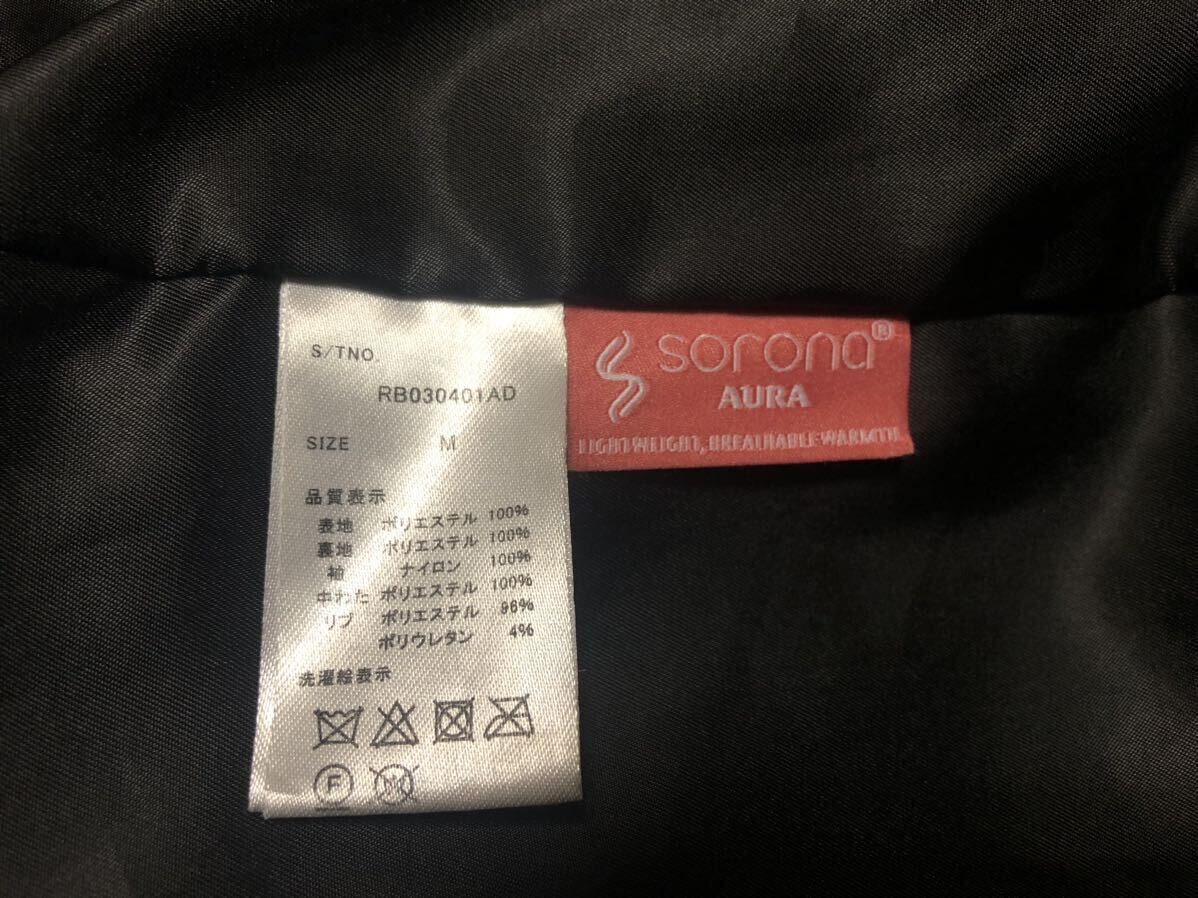 S/TNO.
RB030401AD
SIZE M
品質表示
表地 ポリエステル 100%
裏地 ポリエステル 100%
袖 ナイロン 100%
中わた ポリエステル 100%
リブ ポリエステル 96%
ポリウレタン 4%
洗濯絵表示
F
sorona®
AURA
LIGHTWEIGHT, BREATHABLE WARMTH